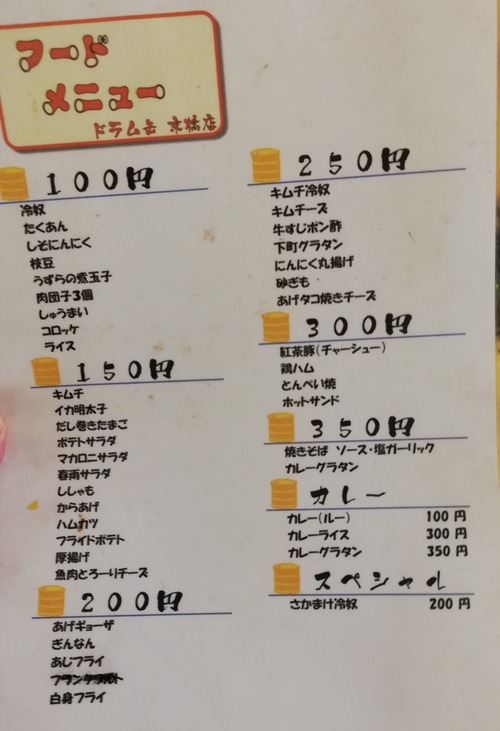 フード
メニュー
ドラム缶 京橋店
100円
冷奴
たくあん
しそにんにく
枝豆
うずらの煮玉子
肉団子3個
しゅうまい
コロッケ
ライス
150円
キムチ
イカ明太子
だし巻きたまご
ポテトサラダ
マカロニサラダ
春雨サラダ
ししゃも
からあげ
ハムカツ
フライドポテト
厚揚げ
魚肉とろーりチーズ
200円
あげギョーザ
ぎんなん
あじフライ
白身フライ
250円
キムチ冷奴
キムチーズ
牛すじポン酢
下町グラタン
にんにく丸揚げ
砂ぎも
あげタコ焼きチーズ
300円
紅茶豚(チャーシュー)
鶏ハム
とんぺい焼
ホットサンド
350円
焼きそば ソース・塩ガーリック
カレーグラタン
カレー
カレー(ルー) 100円
カレーライス 300円
カレーグラタン 350円
スペシャル
さかまけ冷奴 200円